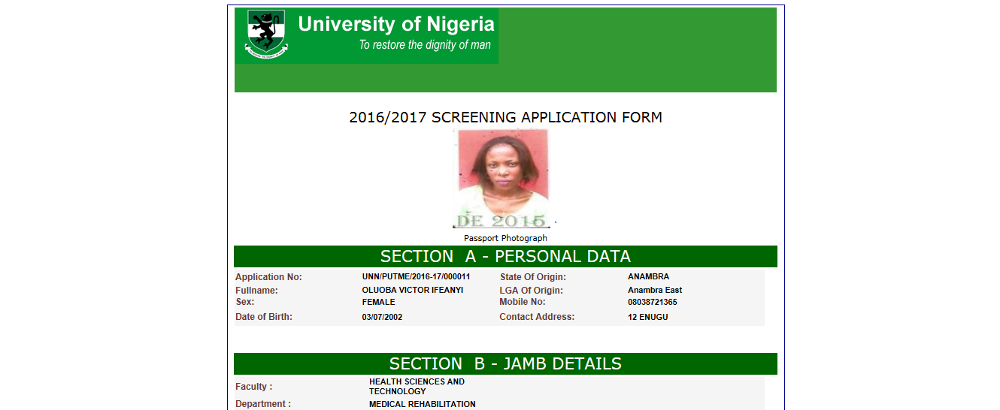 University of Nigeria
To restore the dignity of man
2016/2017 SCREENING APPLICATION FORM
DE 2015
Passport Photograph
SECTION A - PERSONAL DATA
Application No: UNN/PUTME/2016-17/000011 State Of Origin: ANAMBRA
Fullname: OLUOBA VICTOR IFEANYI LGA Of Origin: Anambra East
Sex: FEMALE Mobile No: 08038721365
Date of Birth: 03/07/2002 Contact Address: 12 ENUGU
SECTION B - JAMB DETAILS
Faculty : HEALTH SCIENCES AND
TECHNOLOGY
Department : MEDICAL REHABILITATION